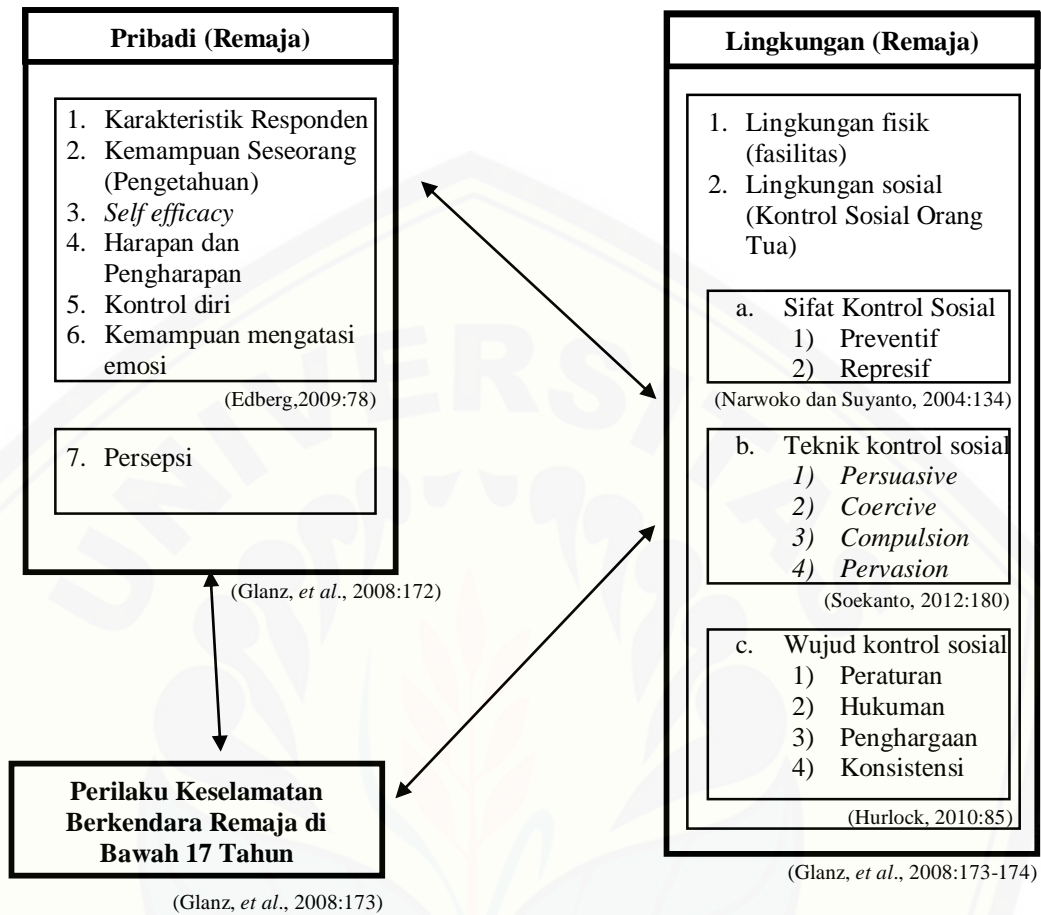 Pribadi (Remaja)
1. Karakteristik Responden
2. Kemampuan Seseorang
(Pengetahuan)
3. Self efficacy
4. Harapan dan
Pengharapan
5. Kontrol diri
6. Kemampuan mengatasi
emosi
(Edberg,2009:78)
7. Persepsi
(Glanz, et al., 2008:172)
Perilaku Keselamatan
Berkendara Remaja di
Bawah 17 Tahun
(Glanz, et al., 2008:173)
Lingkungan (Remaja)
1. Lingkungan fisik
(fasilitas)
2. Lingkungan sosial
(Kontrol Sosial Orang
Tua)
a. Sifat Kontrol Sosial
1) Preventif
2) Represif
(Narwoko dan Suyanto, 2004:134)
b. Teknik kontrol sosial
1) Persuasive
2) Coercive
3) Compulsion
4) Pervasion
(Soekanto, 2012:180)
c. Wujud kontrol sosial
1) Peraturan
2) Hukuman
3) Penghargaan
4) Konsistensi
(Hurlock, 2010:85)
(Glanz, et al., 2008:173-174)
UNIVERSITAS